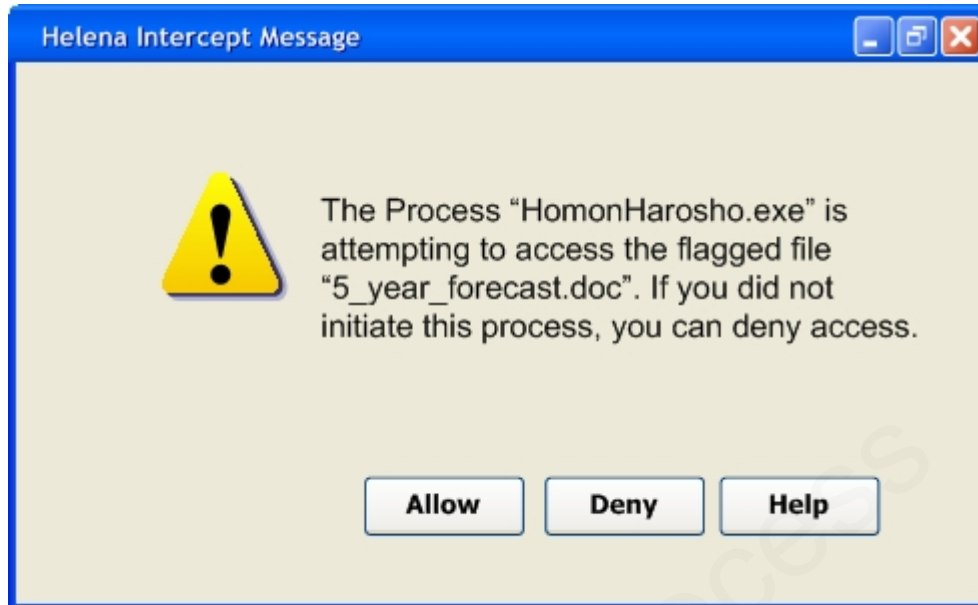 Helena Intercept Message
The Process “HomonHarosho.exe” is
attempting to access the flagged file
“5_year_forecast.doc”. If you did not
initiate this process, you can deny access.
Allow Deny Help